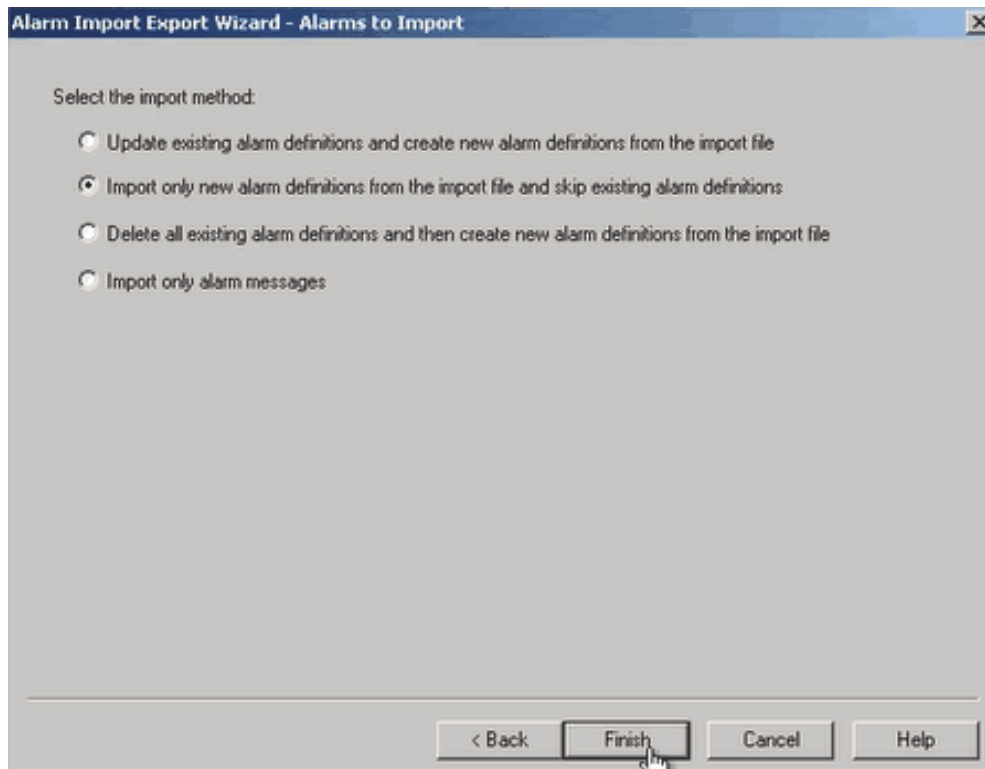 Alarm Import Export Wizard - Alarms to Import
Select the import method:
Update existing alarm definitions and create new alarm definitions from the import file
Import only new alarm definitions from the import file and skip existing alarm definitions
Delete all existing alarm definitions and then create new alarm definitions from the import file
Import only alarm messages
< Back Finish Cancel Help